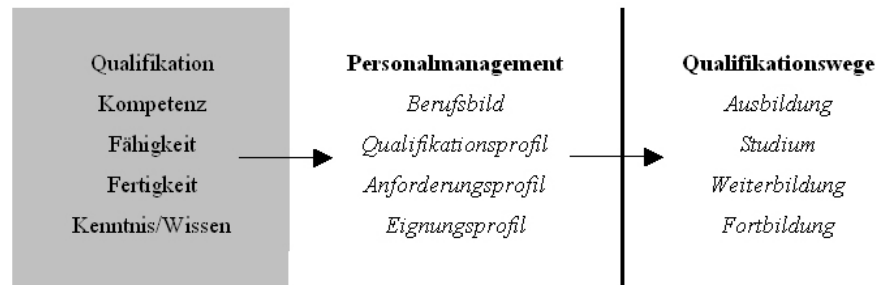 Qualifikation
Kompetenz
Fähigkeit
Fertigkeit
Kenntnis/Wissen
Personalmanagement
Berufsbild
Qualifikationsprofil
Anforderungsprofil
Eignungsprofil
Qualifikationswege
Ausbildung
Studium
Weiterbildung
Fortbildung